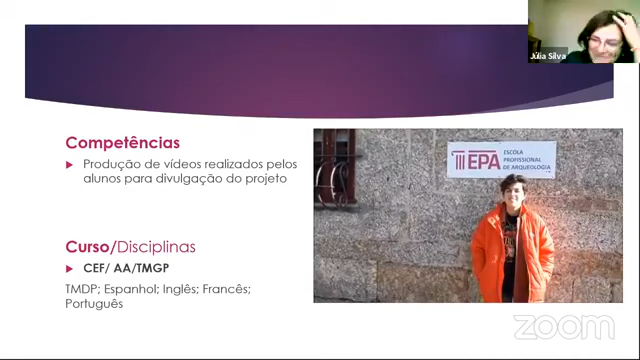 Júlia Silva
Competências
Produção de vídeos realizados pelos
alunos para divulgação do projeto
EPA
ESCOLA
PROFISSIONAL
DE ARQUEOLOGIA
Curso/Disciplinas
CEF/ AA/TMGP
TMDP; Espanhol; Inglês; Francês;
Português
zoom